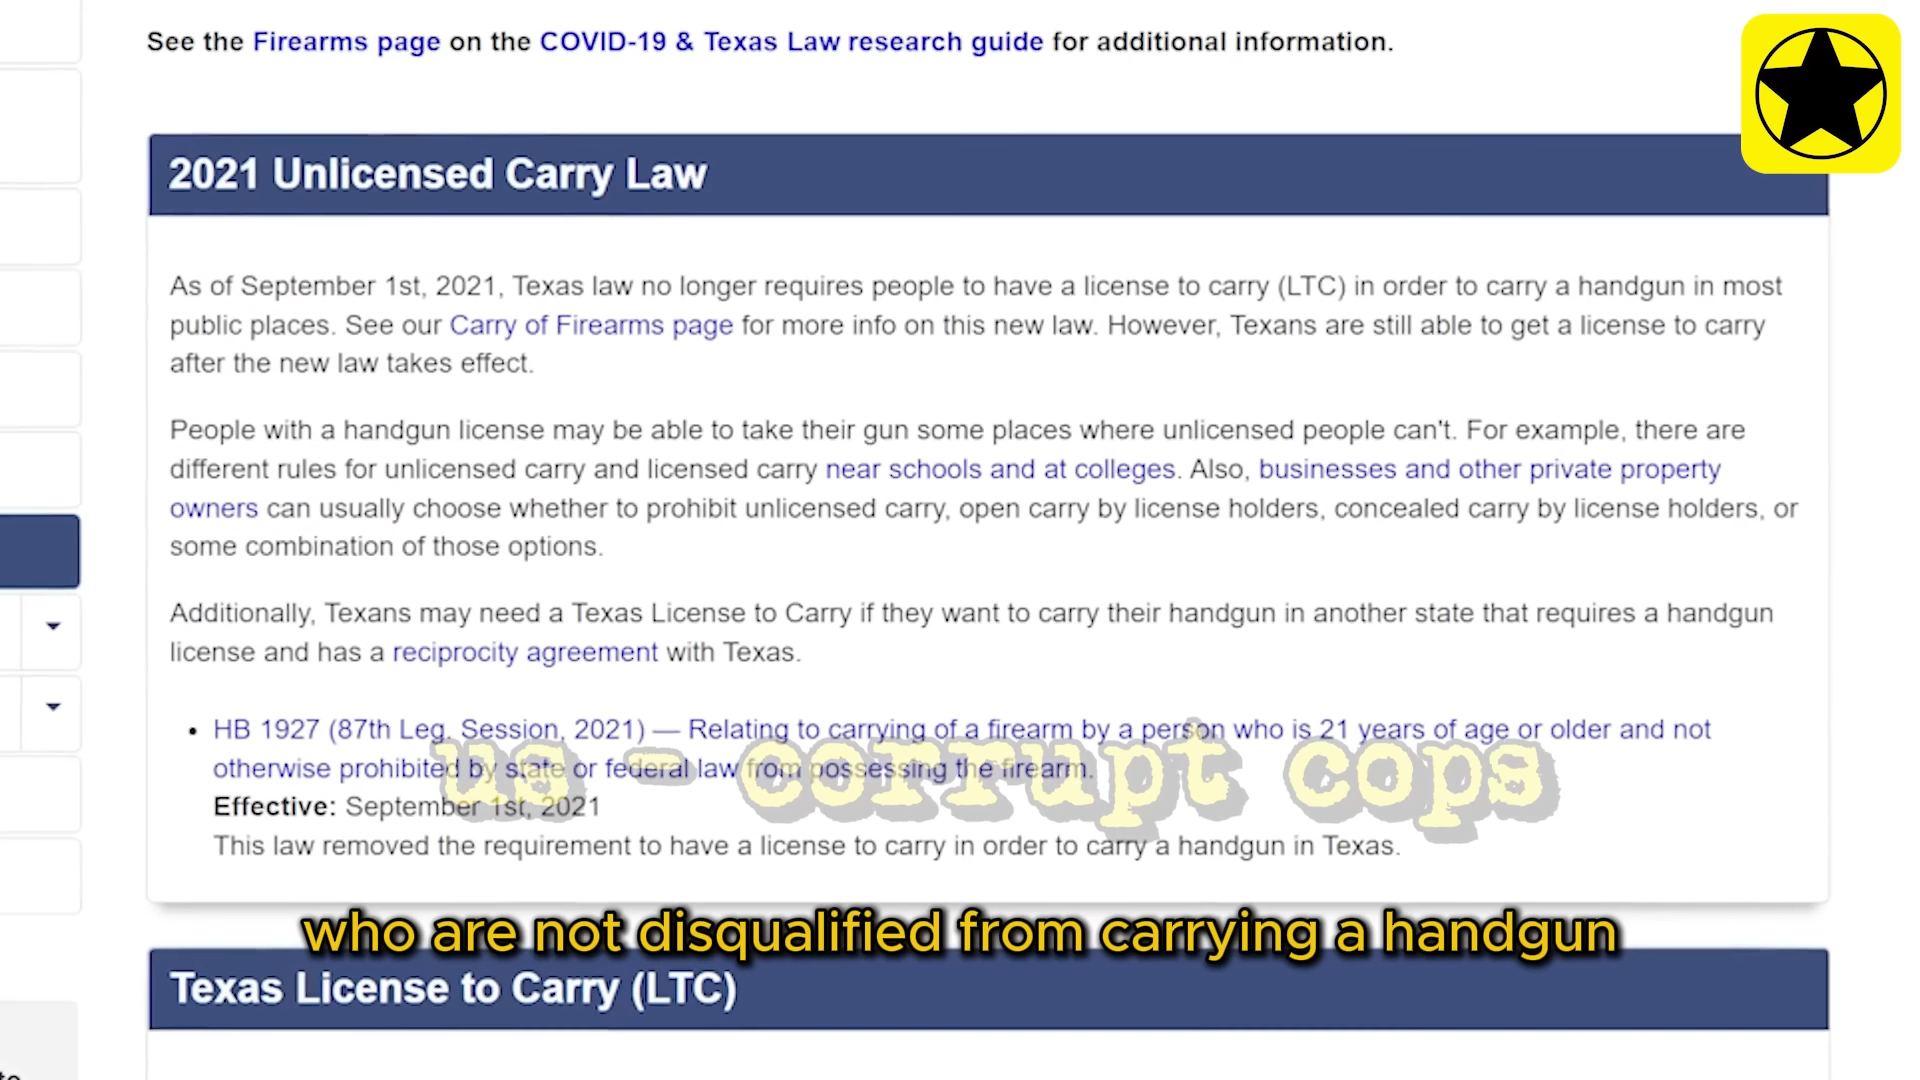 See the Firearms page on the COVID-19 & Texas Law research guide for additional information.
2021 Unlicensed Carry Law
As of September 1st, 2021, Texas law no longer requires people to have a license to carry (LTC) in order to carry a handgun in most
public places. See our Carry of Firearms page for more info on this new law. However, Texans are still able to get a license to carry
after the new law takes effect.
People with a handgun license may be able to take their gun some places where unlicensed people can't. For example, there are
different rules for unlicensed carry and licensed carry near schools and at colleges. Also, businesses and other private property
owners can usually choose whether to prohibit unlicensed carry, open carry by license holders, concealed carry by license holders, or
some combination of those options.
Additionally, Texans may need a Texas License to Carry if they want to carry their handgun in another state that requires a handgun
license and has a reciprocity agreement with Texas.
• HB 1927 (87th Leg. Session, 2021) — Relating to carrying of a firearm by a person who is 21 years of age or older and not
otherwise prohibited by state or federal law from possessing the firearm.
us - corrupt cops
Effective: September 1st, 2021
This law removed the requirement to have a license to carry in order to carry a handgun in Texas.
who are not disqualified from carrying a handgun
Texas License to Carry (LTC)